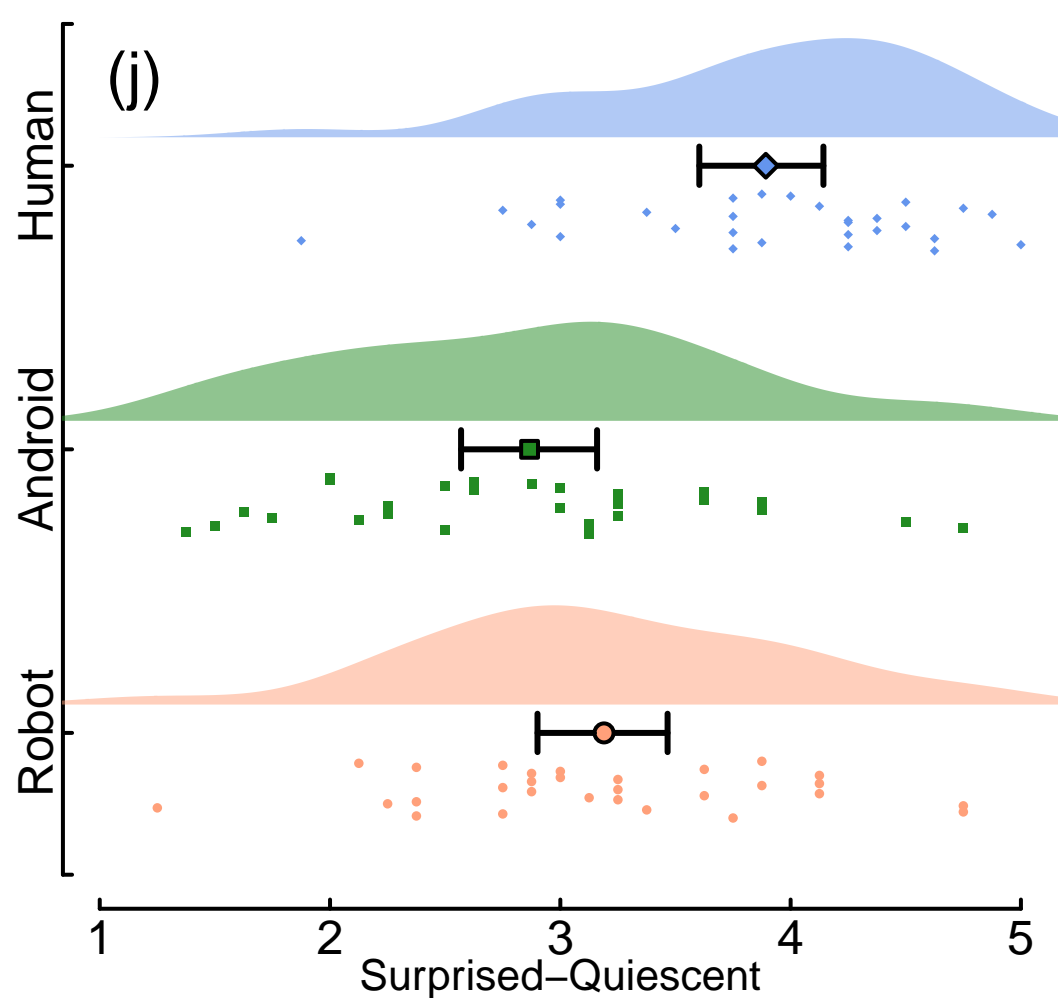 (j)
Human
Android
Robot
1 2 3 4 5
Surprised–Quiescent